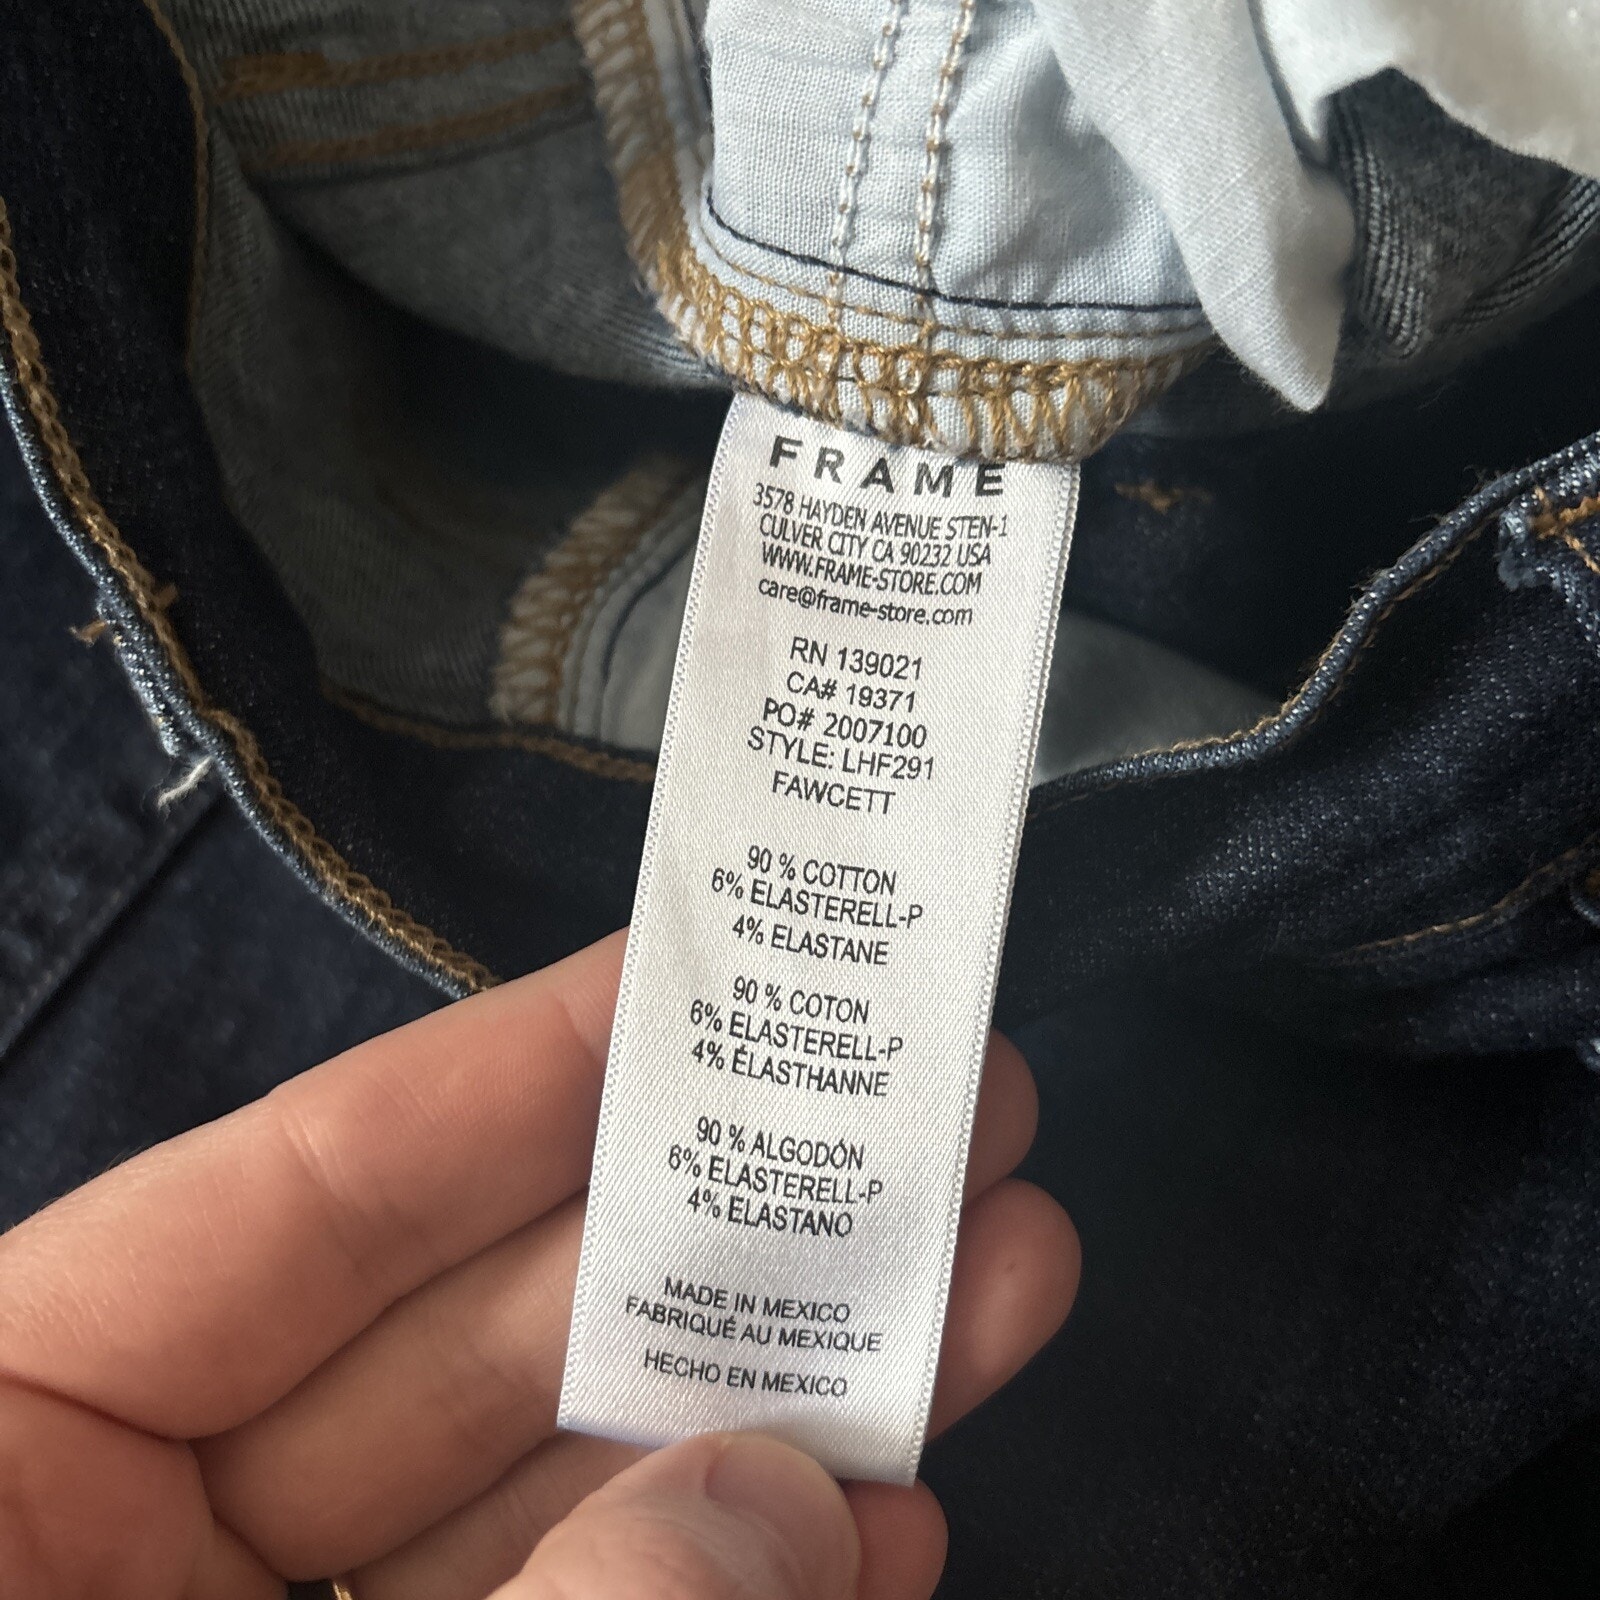 FRAME
3578 HAYDEN AVENUE STEN-1
CULVER CITY CA 90232 USA
WWW.FRAME-STORE.COM
care@frame-store.com
RN 139021
CA# 19371
PO# 2007100
STYLE: LHF291
FAWCETT
90 % COTTON
6% ELASTERELL-P
4% ELASTANE
90 % COTON
6% ELASTERELL-P
4% ÉLASTHANNE
90 % ALGODÓN
6% ELASTERELL-P
4% ELASTANO
MADE IN MEXICO
FABRIQUÉ AU MEXIQUE
HECHO EN MEXICO